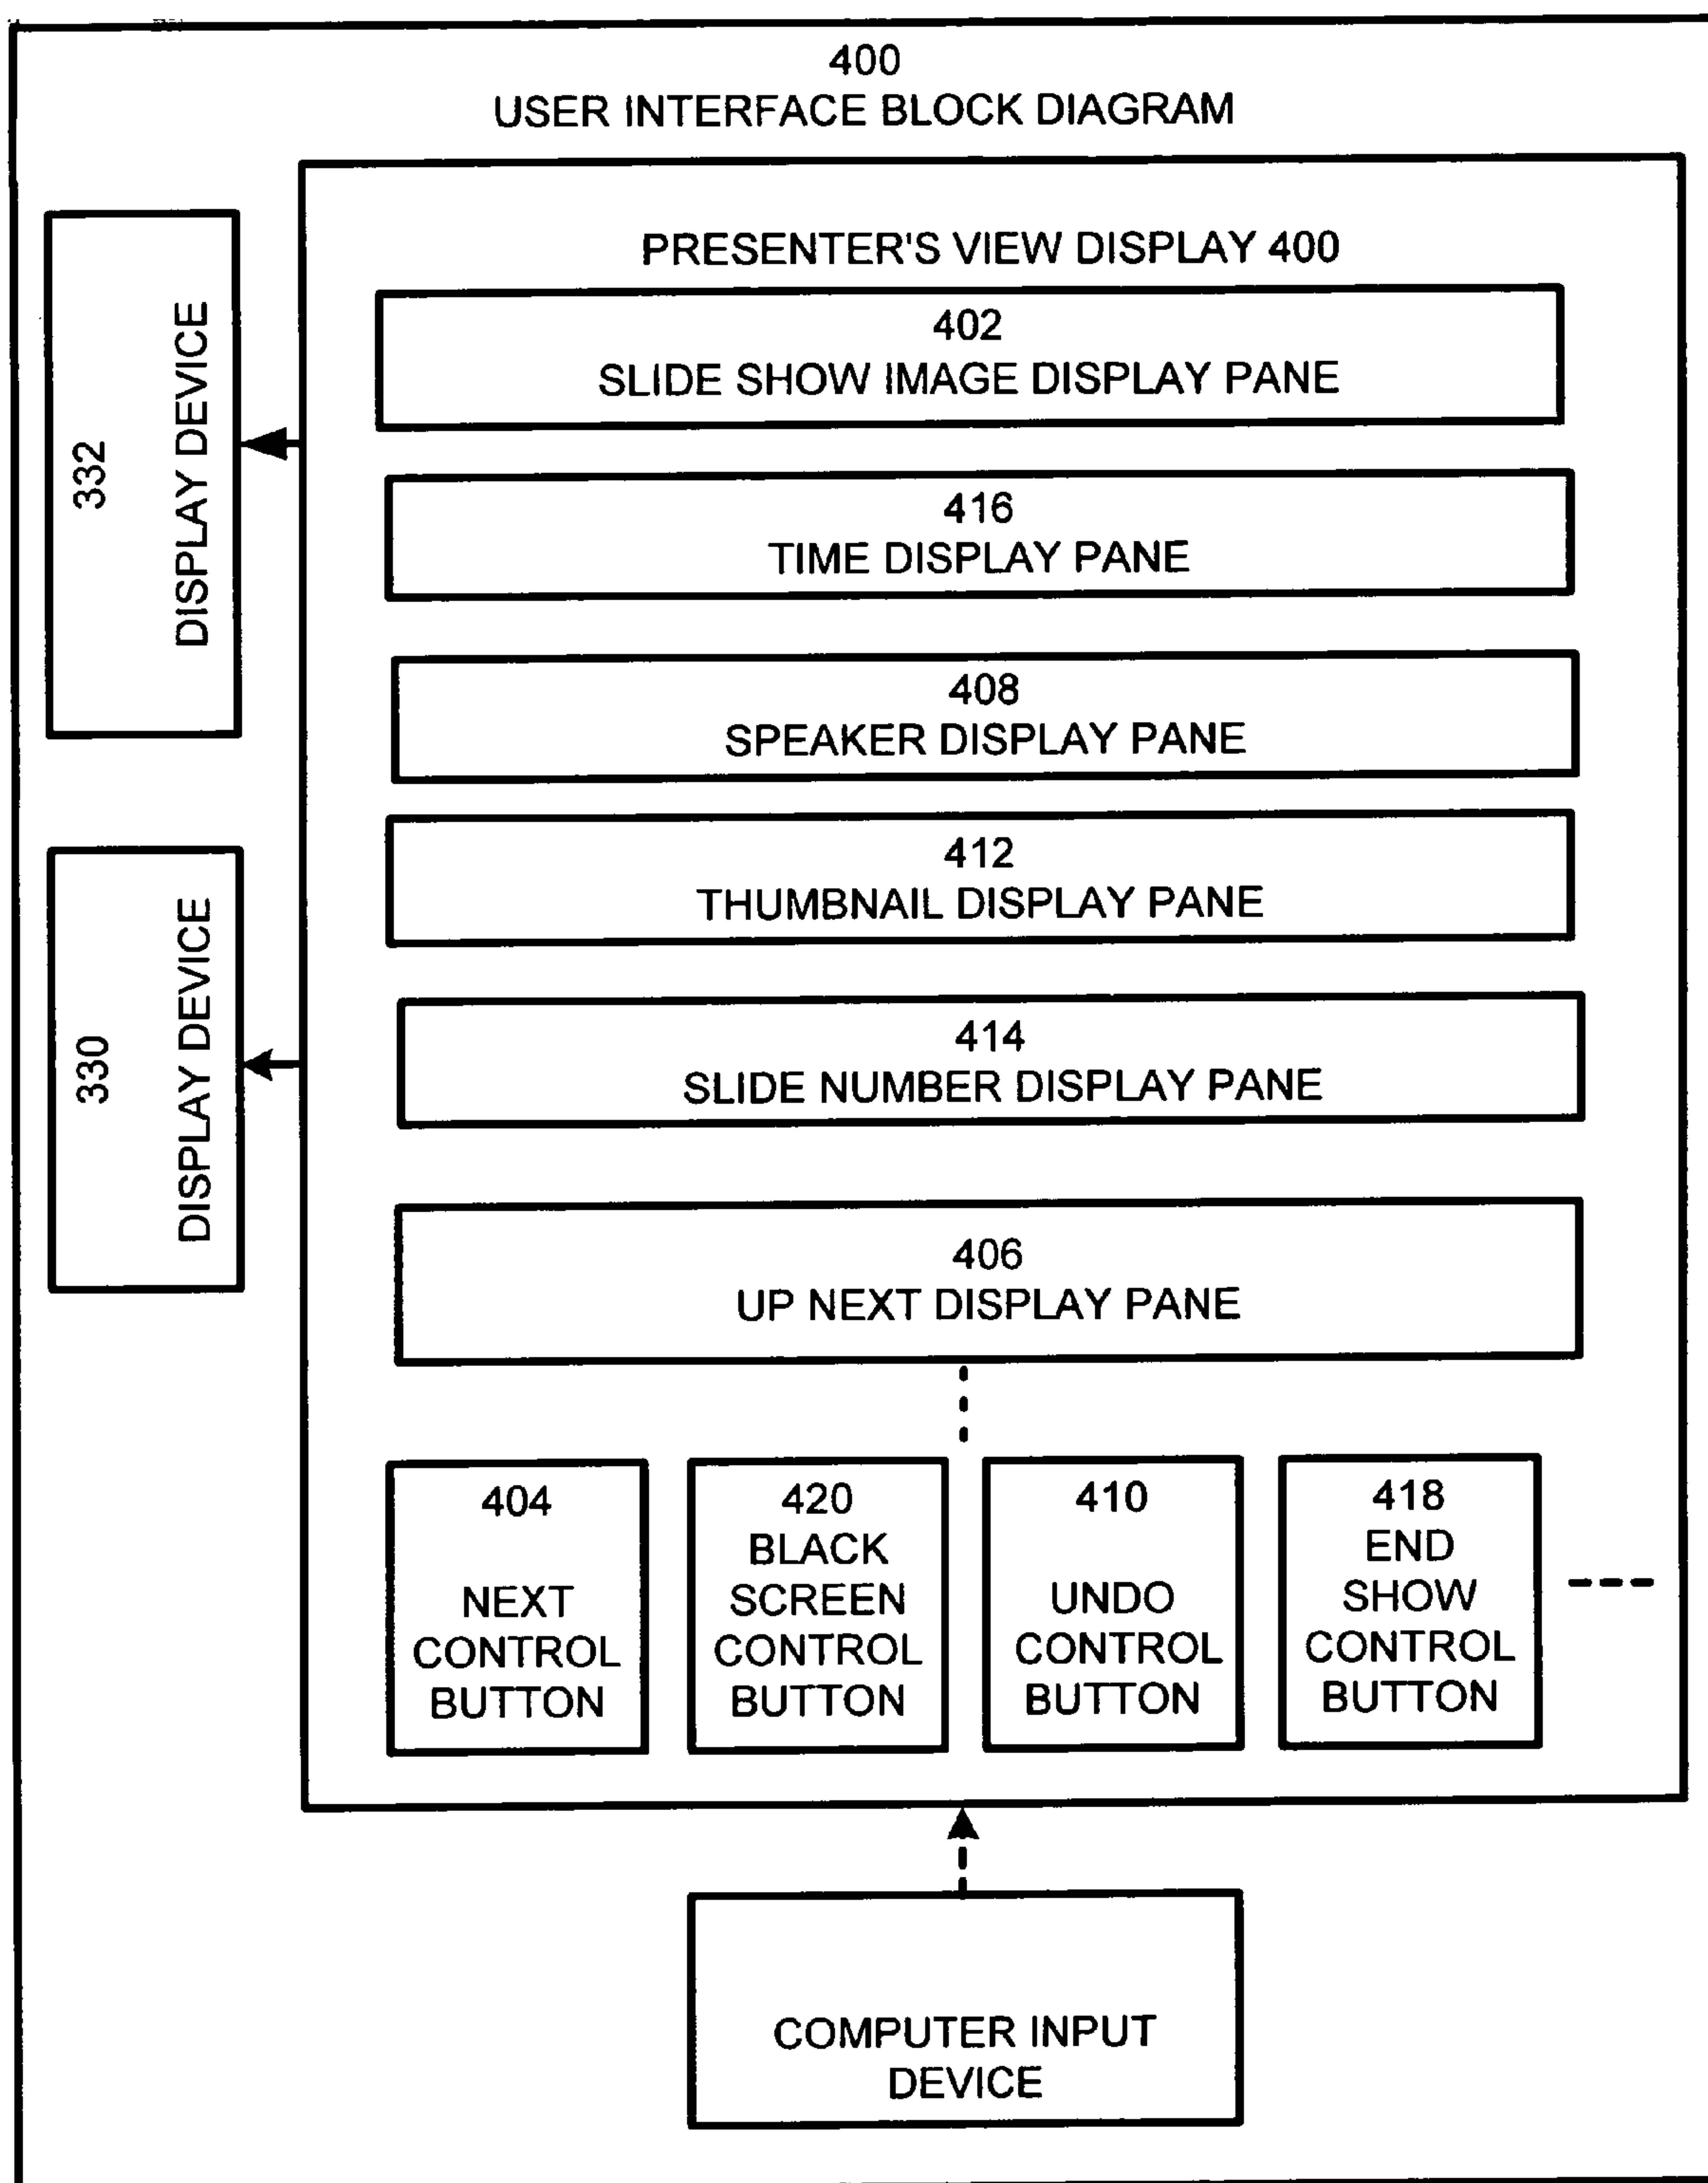 400
USER INTERFACE BLOCK DIAGRAM
332
DISPLAY DEVICE
330
DISPLAY DEVICE
PRESENTER'S VIEW DISPLAY 400
402
SLIDE SHOW IMAGE DISPLAY PANE
416
TIME DISPLAY PANE
408
SPEAKER DISPLAY PANE
412
THUMBNAIL DISPLAY PANE
414
SLIDE NUMBER DISPLAY PANE
406
UP NEXT DISPLAY PANE
404
NEXT
CONTROL
BUTTON
420
BLACK
SCREEN
CONTROL
BUTTON
410
UNDO
CONTROL
BUTTON
418
END
SHOW
CONTROL
BUTTON
COMPUTER INPUT
DEVICE